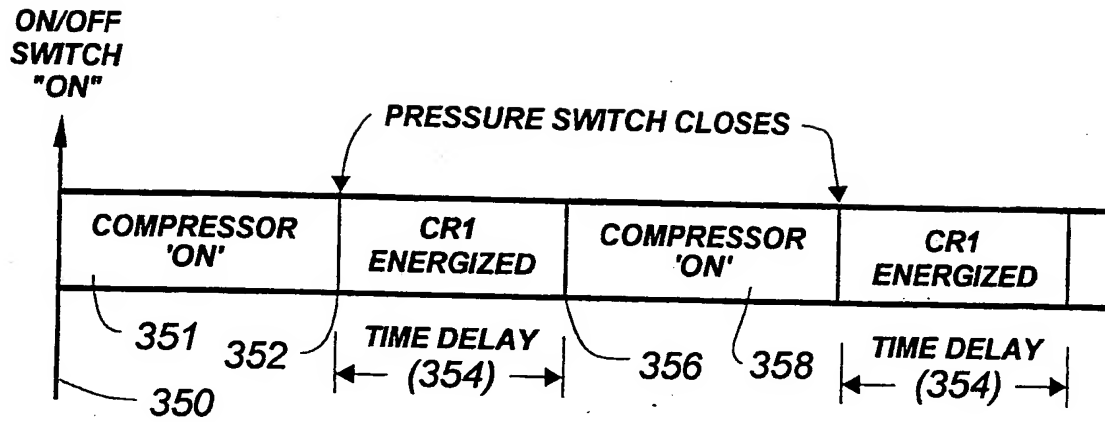 ON/OFF
SWITCH
"ON"
PRESSURE SWITCH CLOSES
COMPRESSOR
'ON'
CR1
ENERGIZED
COMPRESSOR
'ON'
CR1
ENERGIZED
351
352
TIME DELAY
(354)
356
358
TIME DELAY
(354)
350